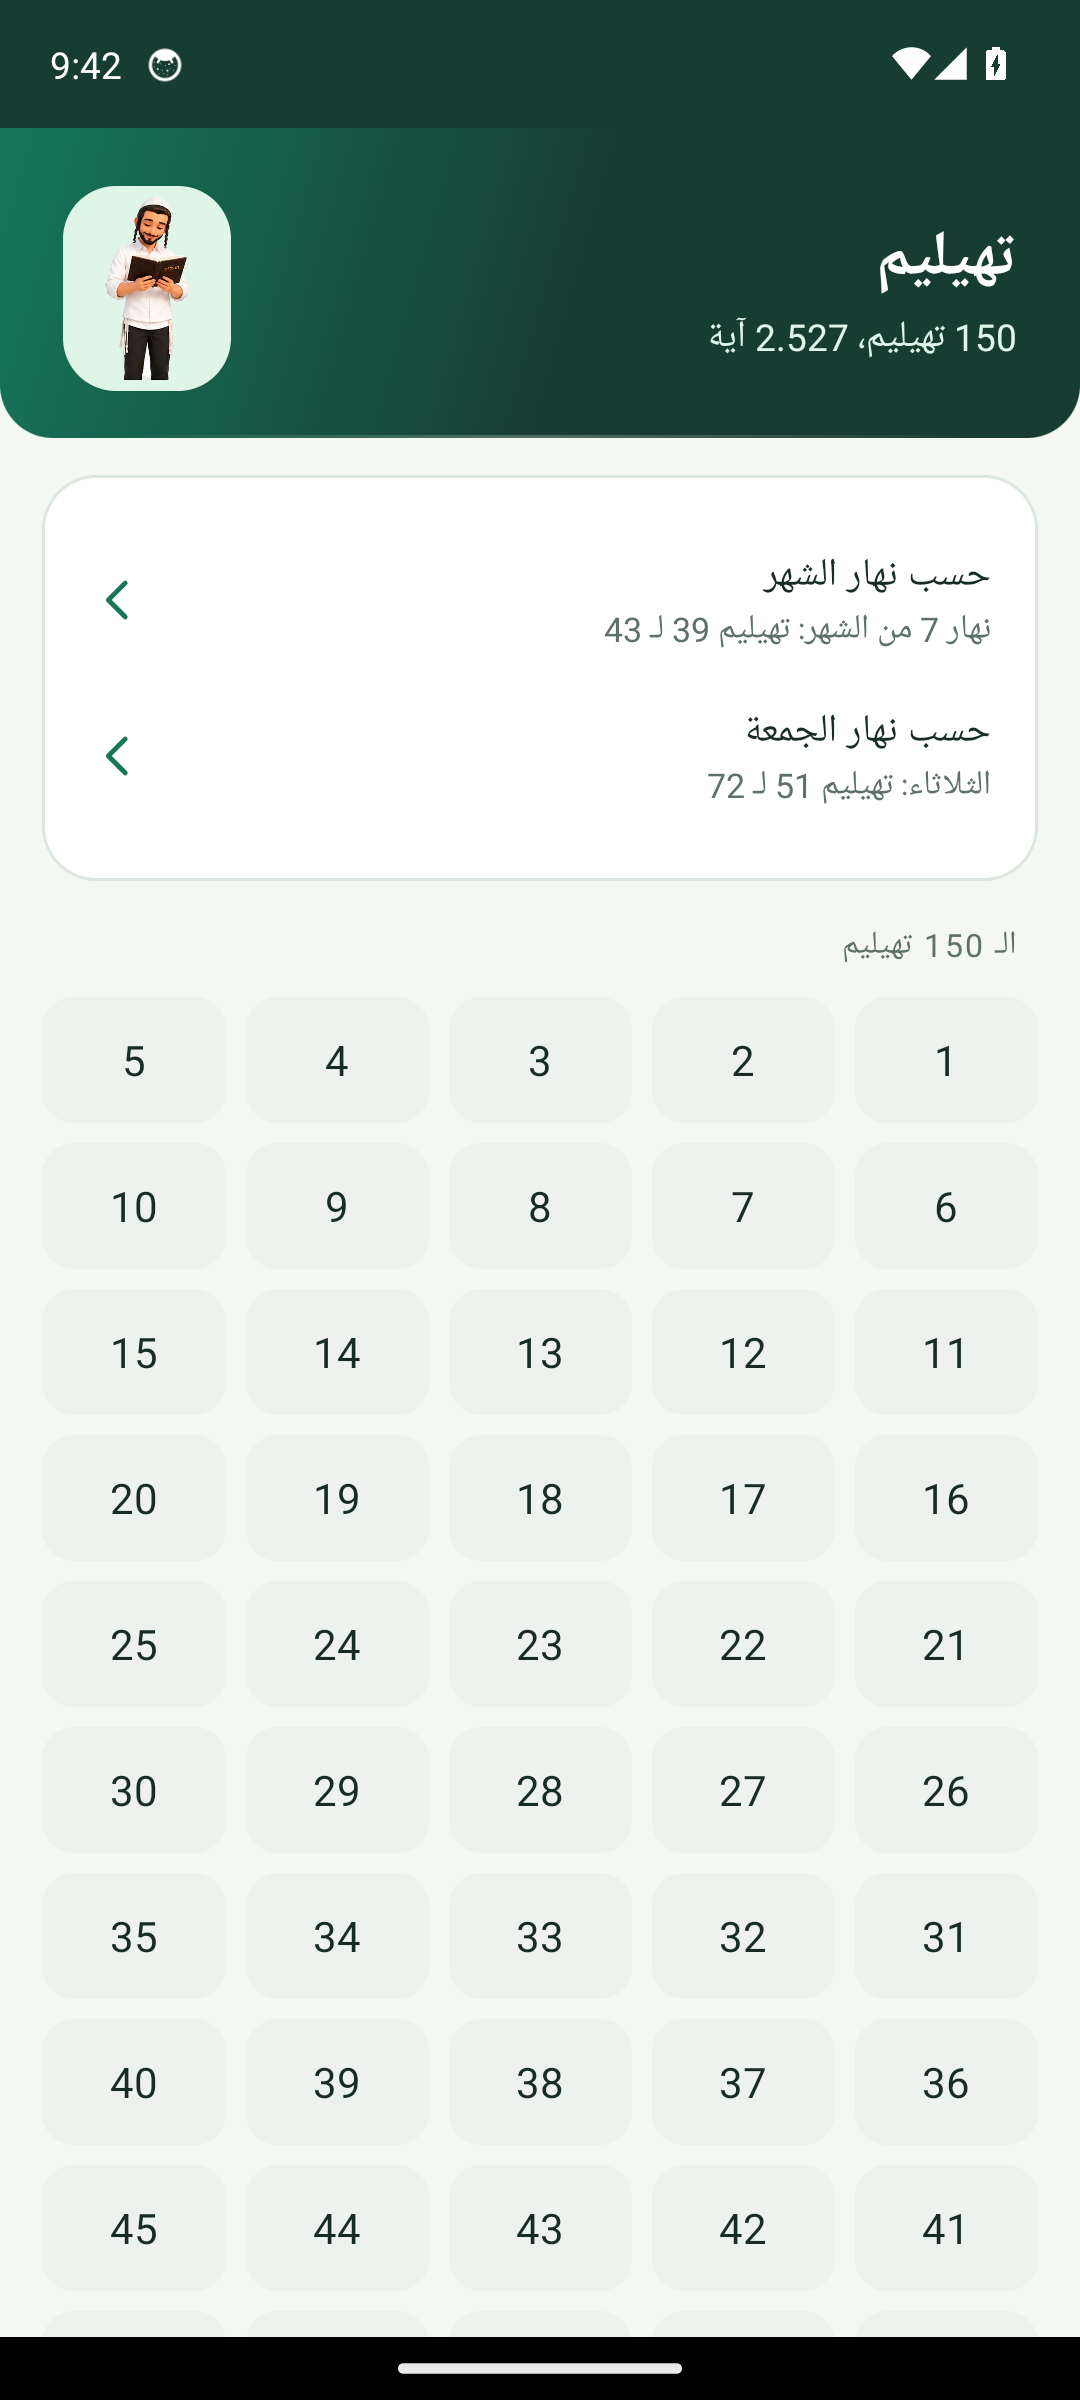 9:42
تهيليم
150 تهيليم، 2.527 آية
حسب نهار الشهر
نهار 7 من الشهر: تهيليم 39 لـ 43
حسب نهار الجمعة
الثلاثاء: تهيليم 51 لـ 72
الـ 150 تهيليم
1 2 3 4 5
6 7 8 9 10
11 12 13 14 15
16 17 18 19 20
21 22 23 24 25
26 27 28 29 30
31 32 33 34 35
36 37 38 39 40
41 42 43 44 45